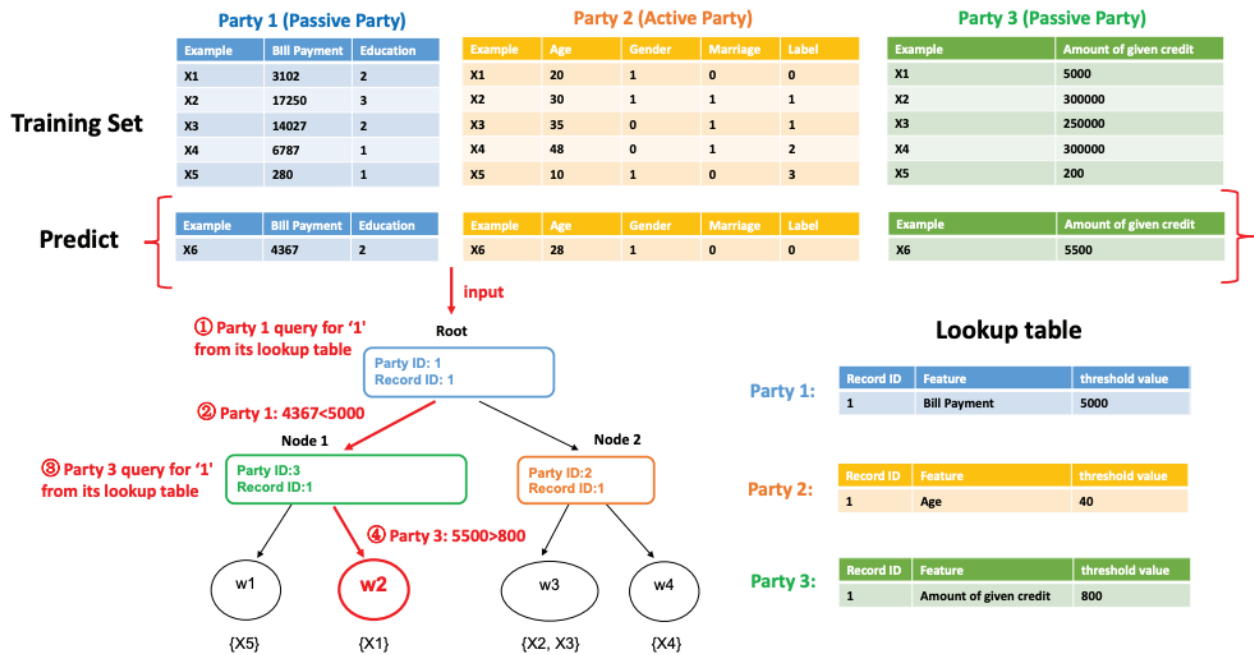 Party 1 (Passive Party) Party 2 (Active Party) Party 3 (Passive Party)
Example Bill Payment Education Example Age Gender Marriage Label Example Amount of given credit
X1 3102 2 X1 20 1 0 0 X1 5000
X2 17250 3 X2 30 1 1 1 X2 300000
Training Set
X3 14027 2 X3 35 0 1 1 X3 250000
X4 6787 1 X4 48 0 1 2 X4 300000
X5 280 1 X5 10 1 0 3 X5 200
Predict
Example Bill Payment Education Example Age Gender Marriage Label Example Amount of given credit
X6 4367 2 X6 28 1 0 0 X6 5500
input
① Party 1 query for ‘1'
from its lookup table
Root
Party ID: 1
Record ID: 1
② Party 1: 4367<5000
Node 1
Node 2
③ Party 3 query for ‘1'
from its lookup table
Party ID:3
Record ID:1
Party ID:2
Record ID:1
④ Party 3: 5500>800
w1 w2 w3 w4
{X5} {X1} {X2, X3} {X4}
Lookup table
Party 1:
Record ID Feature threshold value
1 Bill Payment 5000
Party 2:
Record ID Feature threshold value
1 Age 40
Party 3:
Record ID Feature threshold value
1 Amount of given credit 800